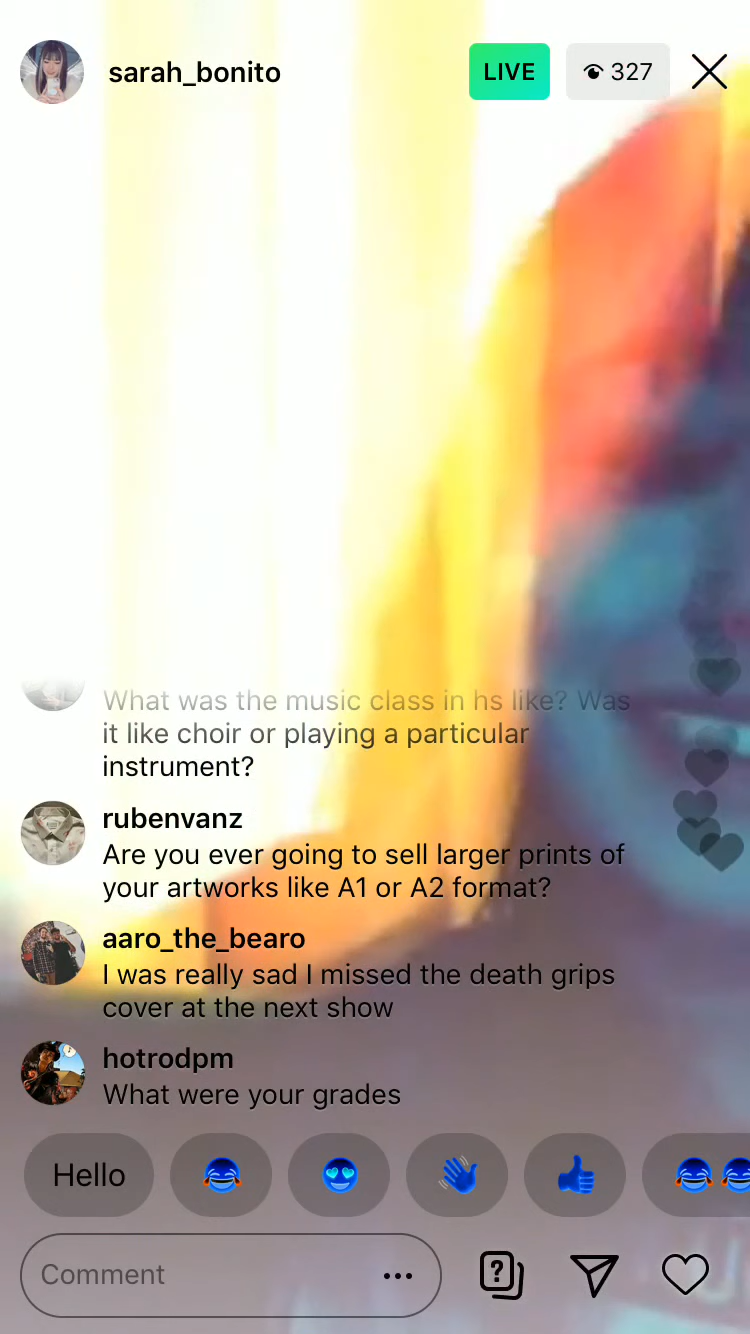 sarah_bonito
LIVE
327
What was the music class in hs like? Was
it like choir or playing a particular
instrument?
rubenvanz
Are you ever going to sell larger prints of
your artworks like A1 or A2 format?
aaro_the_bearo
I was really sad I missed the death grips
cover at the next show
hotrodpm
What were your grades
Hello
Comment